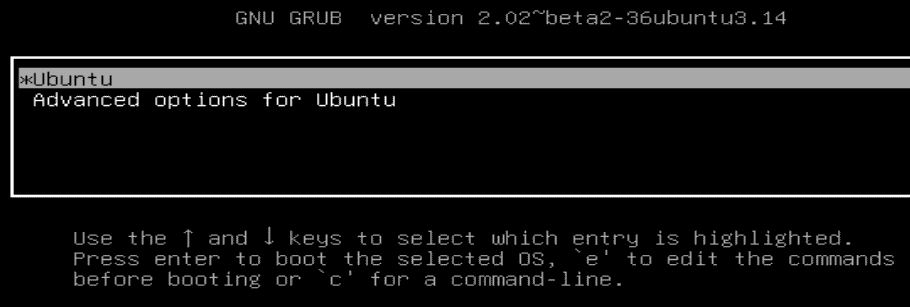 GNU GRUB  version 2.02~beta2-36ubuntu3.14
*Ubuntu
Advanced options for Ubuntu
Use the ↑ and ↓ keys to select which entry is highlighted.
Press enter to boot the selected OS, `e' to edit the commands
before booting or `c' for a command-line.